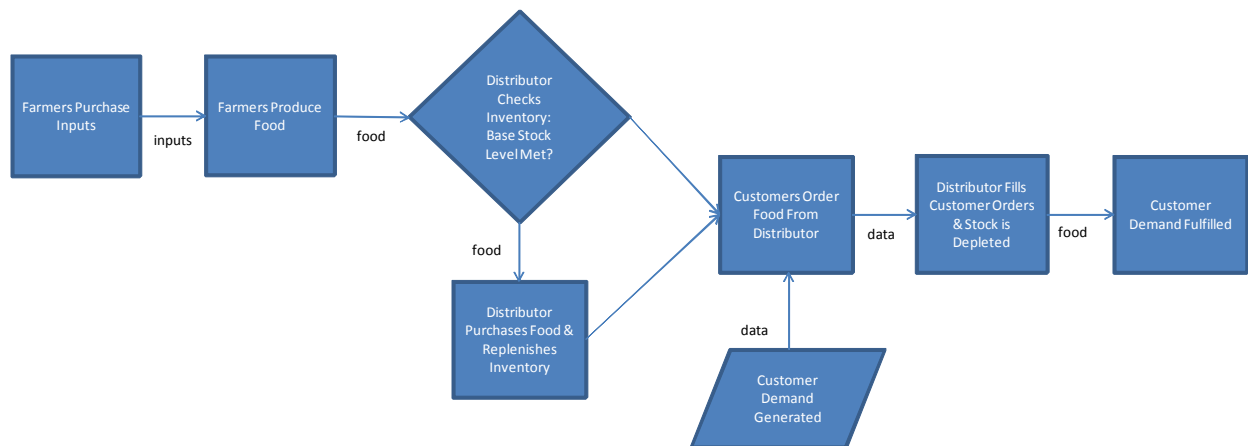 Farmers Purchase
Inputs
inputs
Farmers Produce
Food
food
Distributor
Checks
Inventory:
Base Stock
Level Met?
food
Distributor
Purchases Food &
Replenishes
Inventory
Customers Order
Food From
Distributor
data
Customer
Demand
Generated
data
Distributor Fills
Customer Orders
& Stock is
Depleted
food
Customer
Demand Fulfilled